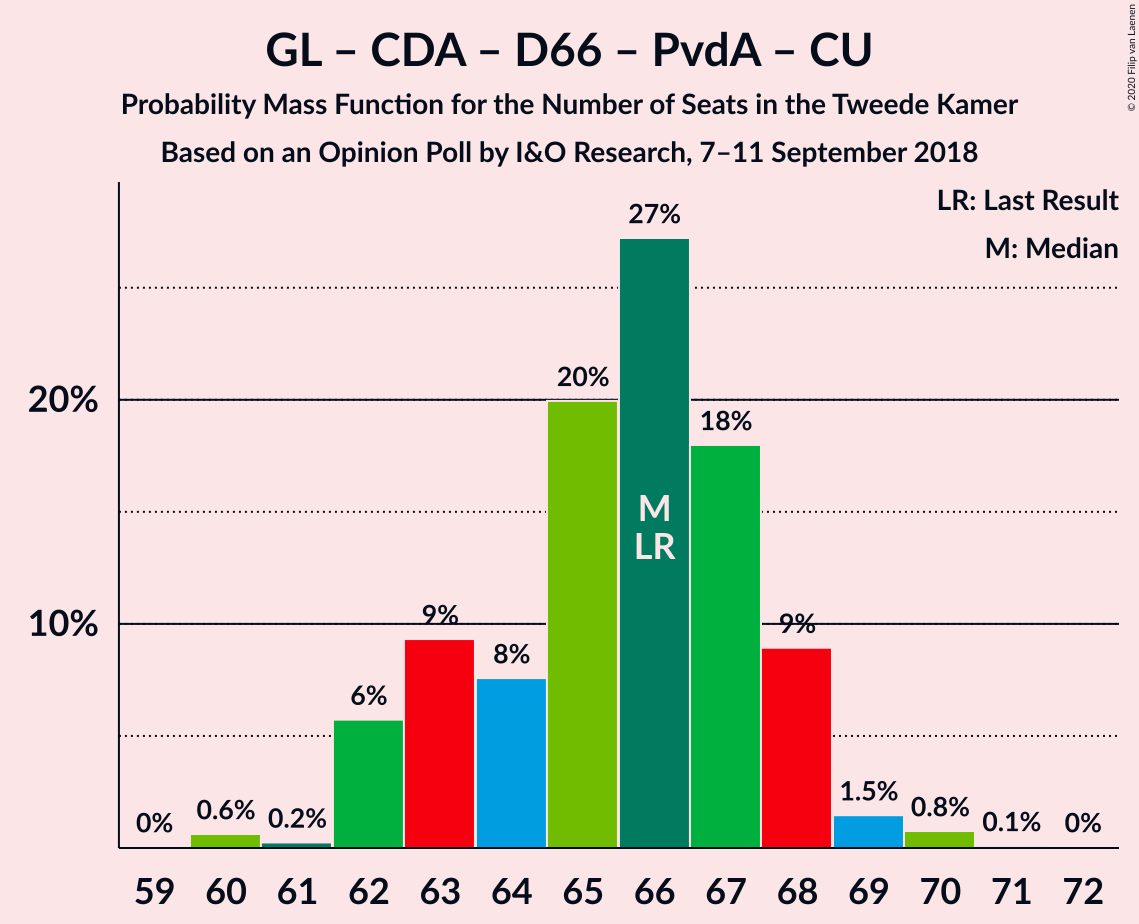 GL – CDA – D66 – PvdA – CU
Probability Mass Function for the Number of Seats in the Tweede Kamer
Based on an Opinion Poll by I&O Research, 7–11 September 2018
© 2020 Filip van Laenen
LR: Last Result
M: Median
27%
20%
20%
18%
M
LR
10%
9%
9%
8%
6%
1.5%
0.8%
0.6%
0.2%
0.1%
0%
0%
59 60 61 62 63 64 65 66 67 68 69 70 71 72